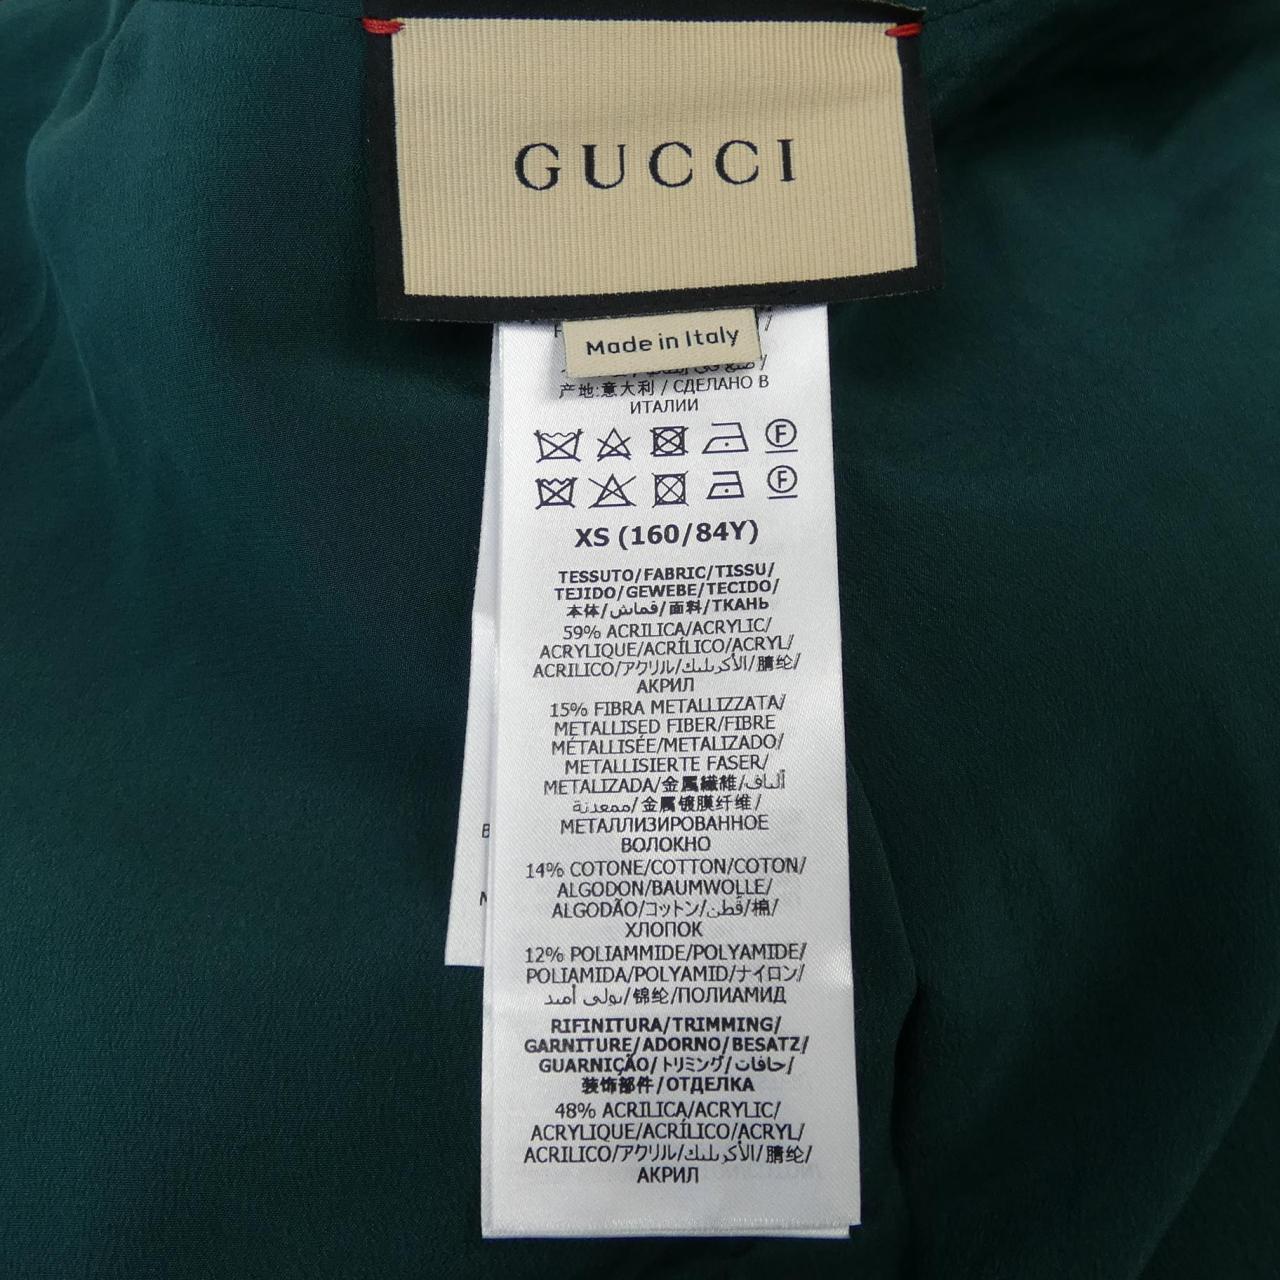 GUCCI
Made in Italy
产地:意大利 / СДЕЛАНО В
ИТАЛИИ
F
F
XS (160/84Y)
TESSUTO/FABRIC/TISSU/
TEJIDO/GEWEBE/TECIDO/
本体/قماش/面料/ТКАНЬ
59% ACRILICA/ACRYLIC/
ACRYLIQUE/ACRÍLICO/ACRYL/
ACRILICO/アクリル/الأكريليك/腈纶/
АКРИЛ
15% FIBRA METALLIZZATA/
METALLISED FIBER/FIBRE
MÉTALLISÉE/METALIZADO/
METALLISIERTE FASER/
METALIZADA/金属繊維/ألياف
ممعدنة/金属镀膜纤维/
МЕТАЛЛИЗИРОВАННОЕ
ВОЛОКНО
14% COTONE/COTTON/COTON/
ALGODON/BAUMWOLLE/
ALGODÃO/コットン/قطن/棉/
ХЛОПОК
12% POLIAMMIDE/POLYAMIDE/
POLIAMIDA/POLYAMID/ナイロン/
بولي أميد/锦纶/ПОЛИАМИД
RIFINITURA/TRIMMING/
GARNITURE/ADORNO/BESATZ/
GUARNIÇÃO/トリミング/حافات/
装饰部件/ОТДЕЛКА
48% ACRILICA/ACRYLIC/
ACRYLIQUE/ACRÍLICO/ACRYL/
ACRILICO/アクリル/الأكريليك/腈纶/
АКРИЛ